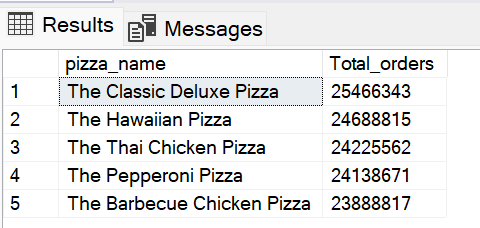 Results Messages
pizza_name Total_orders
1 The Classic Deluxe Pizza 25466343
2 The Hawaiian Pizza 24688815
3 The Thai Chicken Pizza 24225562
4 The Pepperoni Pizza 24138671
5 The Barbecue Chicken Pizza 23888817